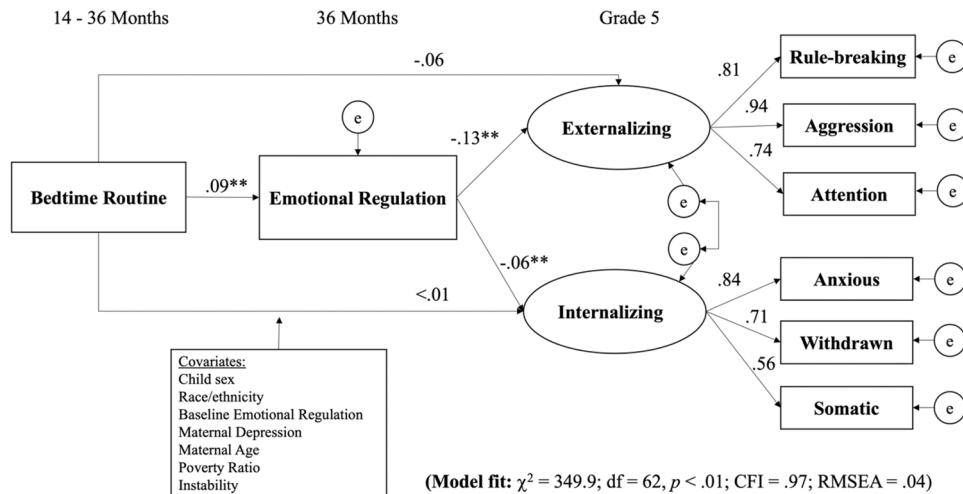 14 - 36 Months
36 Months
Grade 5
-.06
e
-.13**
.09**
Bedtime Routine
Emotional Regulation
Externalizing
.81
.94
.74
Rule-breaking
e
Aggression
e
Attention
e
e
e
-.06**
<.01
Internalizing
.84
.71
.56
Anxious
e
Withdrawn
e
Somatic
e
Covariates:
Child sex
Race/ethnicity
Baseline Emotional Regulation
Maternal Depression
Maternal Age
Poverty Ratio
Instability
(Model fit: χ² = 349.9; df = 62, p < .01; CFI = .97; RMSEA = .04)